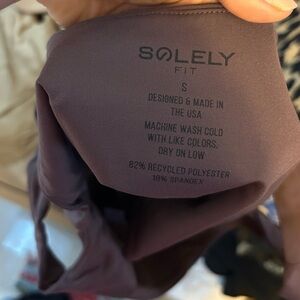 SOLELY
FIT
S
DESIGNED & MADE IN
THE USA
MACHINE WASH COLD
WITH LIKE COLORS,
DRY ON LOW
82% RECYCLED POLYESTER
18% SPANDEX